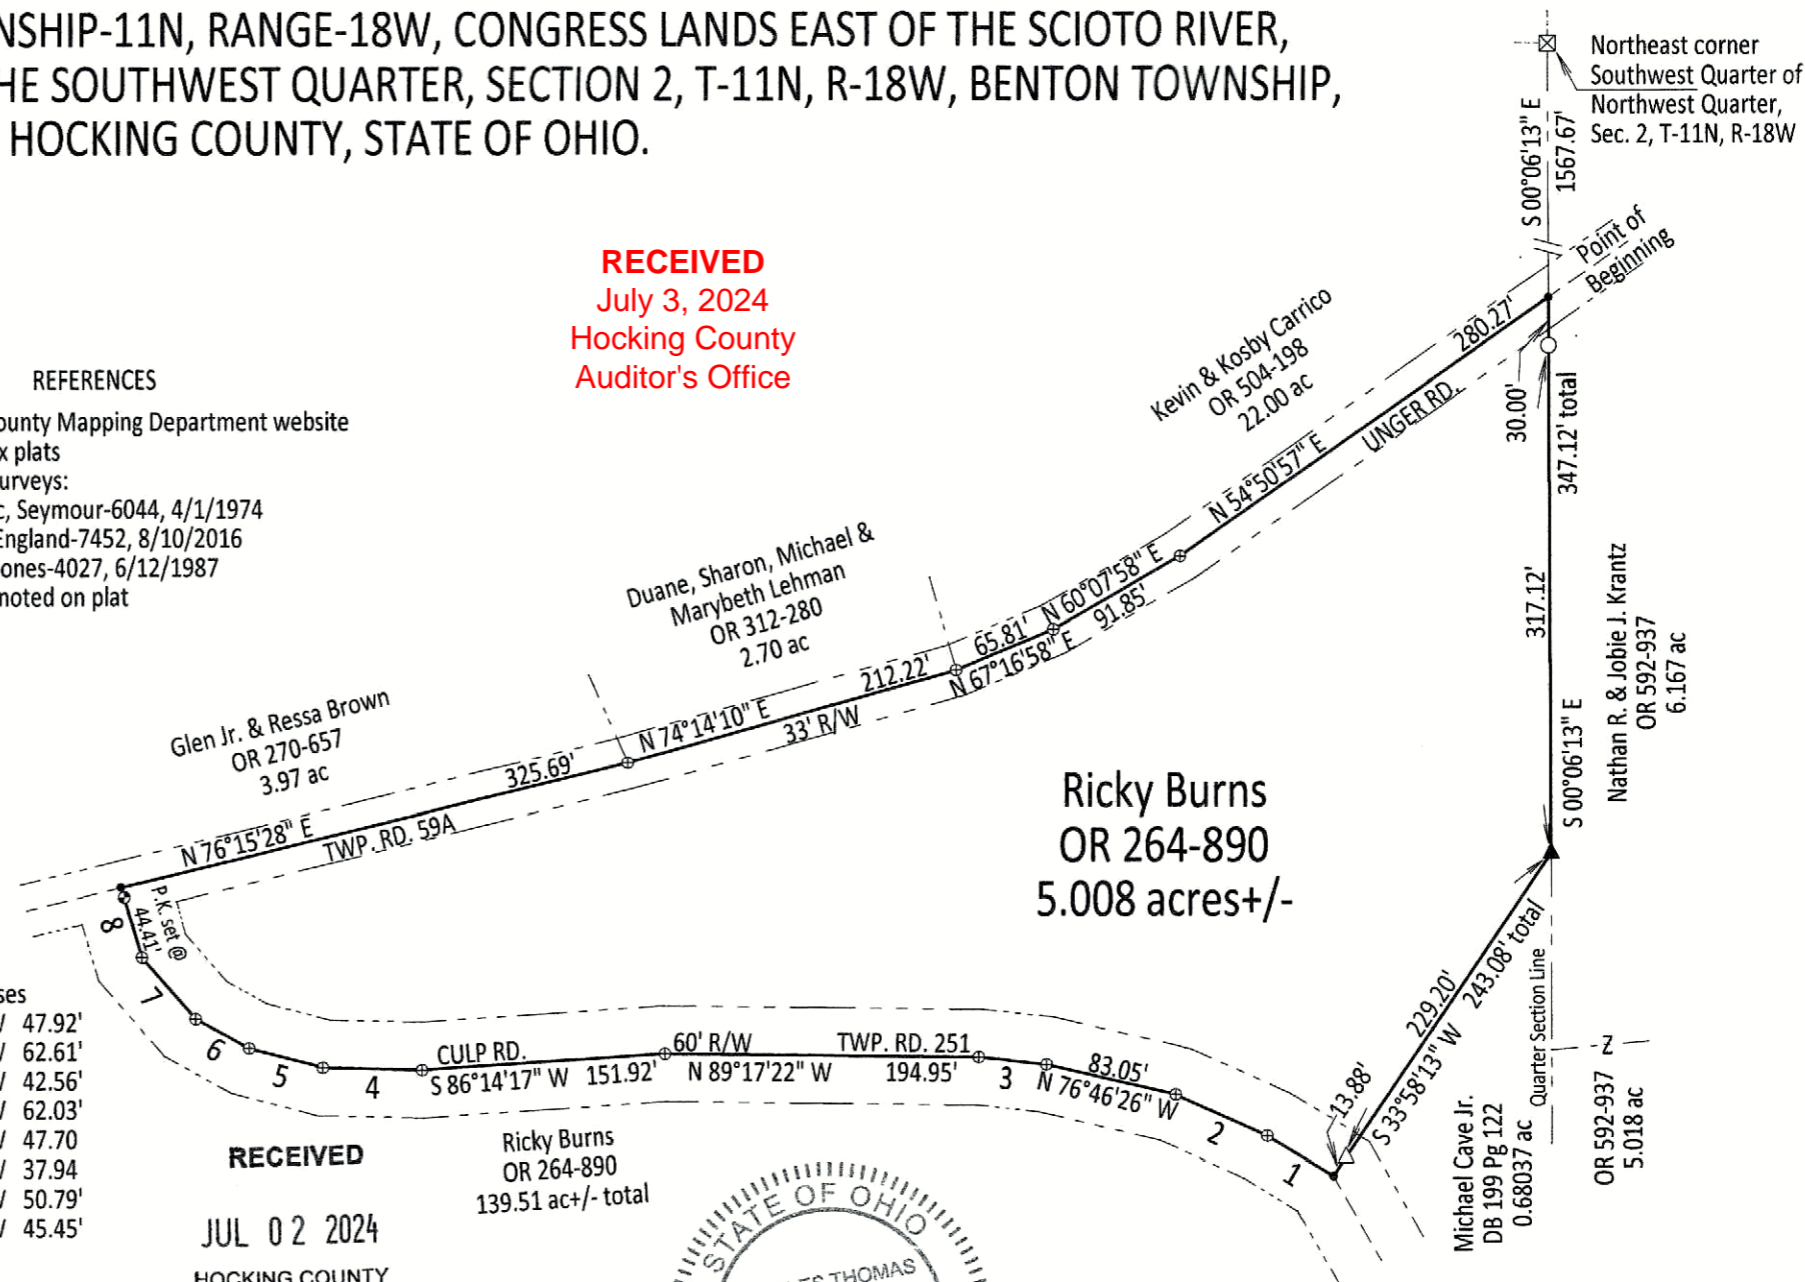 NSHIP-11N, RANGE-18W, CONGRESS LANDS EAST OF THE SCIOTO RIVER,
HE SOUTHWEST QUARTER, SECTION 2, T-11N, R-18W, BENTON TOWNSHIP,
HOCKING COUNTY, STATE OF OHIO.
Northeast corner
Southwest Quarter of
Northwest Quarter,
Sec. 2, T-11N, R-18W
S 00°06'13" E
1567.67'
Point of
Beginning
RECEIVED
July 3, 2024
Hocking County
Auditor's Office
REFERENCES
ounty Mapping Department website
x plats
urveys:
c, Seymour-6044, 4/1/1974
England-7452, 8/10/2016
ones-4027, 6/12/1987
noted on plat
Kevin & Kosby Carrico
OR 504-198
22.00 ac
280.27'
N 54°50'57" E
UNGER RD.
30.00'
347.12' total
317.12'
S 00°06'13" E
Nathan R. & Jobie J. Krantz
OR 592-937
6.167 ac
Duane, Sharon, Michael &
Marybeth Lehman
OR 312-280
2.70 ac
N 60°07'58" E
91.85'
65.81'
N 67°16'58" E
212.22'
N 74°14'10" E
33' R/W
Glen Jr. & Ressa Brown
OR 270-657
3.97 ac
325.69'
N 76°15'28" E
TWP. RD. 59A
Ricky Burns
OR 264-890
5.008 acres+/-
P.K. set @
44.41'
8
7
6
5
4
CULP RD.
S 86°14'17" W 151.92'
60' R/W
N 89°17'22" W
TWP. RD. 251
194.95'
3
83.05'
N 76°46'26" W
2
1
13.88'
229.20'
243.08' total
S 33°58'13" W
Quarter Section Line
Z
Michael Cave Jr.
DB 199 Pg 122
0.68037 ac
OR 592-937
5.018 ac
ses
/ 47.92'
/ 62.61'
/ 42.56'
/ 62.03'
/ 47.70
/ 37.94
/ 50.79'
/ 45.45'
Ricky Burns
OR 264-890
139.51 ac+/- total
RECEIVED
JUL 02 2024
HOCKING COUNTY
STATE OF OHIO
ES THOMAS